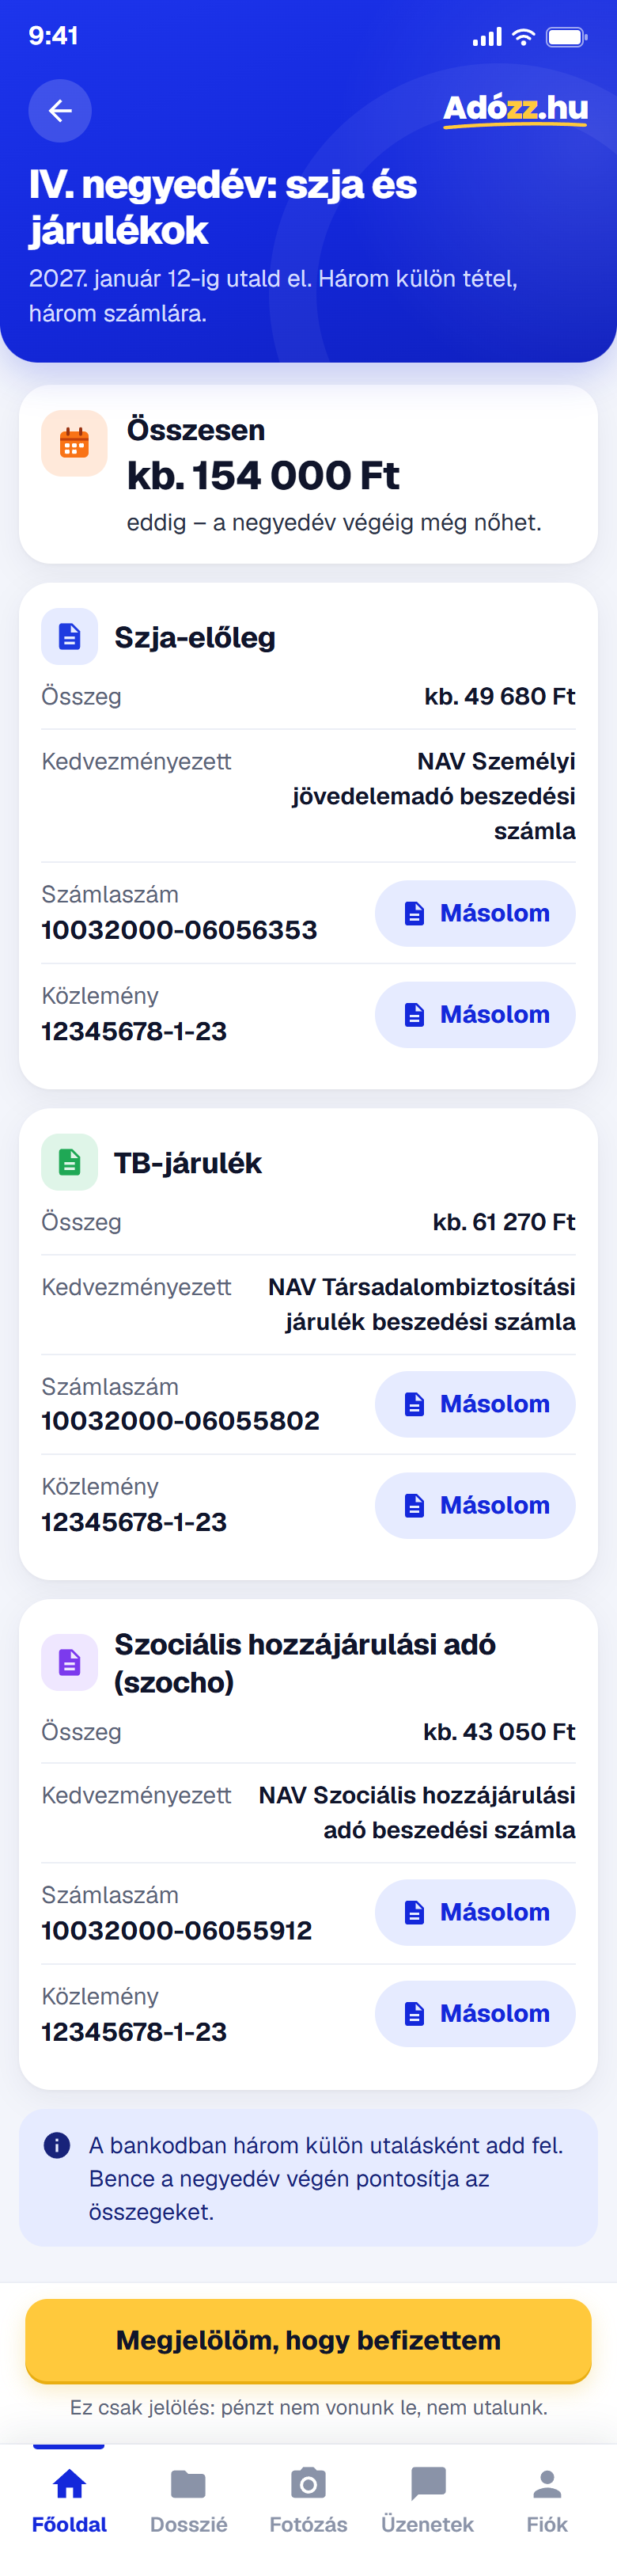 9:41
Adózz.hu
IV. negyedév: szja és
járulékok
2027. január 12-ig utald el. Három külön tétel,
három számlára.
Összesen
kb. 154 000 Ft
eddig – a negyedév végéig még nőhet.
Szja-előleg
Összeg
kb. 49 680 Ft
Kedvezményezett
NAV Személyi
jövedelemadó beszedési
számla
Számlaszám
10032000-06056353
Másolom
Közlemény
12345678-1-23
Másolom
TB-járulék
Összeg
kb. 61 270 Ft
Kedvezményezett
NAV Társadalombiztosítási
járulék beszedési számla
Számlaszám
10032000-06055802
Másolom
Közlemény
12345678-1-23
Másolom
Szociális hozzájárulási adó
(szocho)
Összeg
kb. 43 050 Ft
Kedvezményezett
NAV Szociális hozzájárulási
adó beszedési számla
Számlaszám
10032000-06055912
Másolom
Közlemény
12345678-1-23
Másolom
A bankodban három külön utalásként add fel.
Bence a negyedév végén pontosítja az
összegeket.
Megjelölöm, hogy befizettem
Ez csak jelölés: pénzt nem vonunk le, nem utalunk.
Főoldal
Dosszié
Fotózás
Üzenetek
Fiók